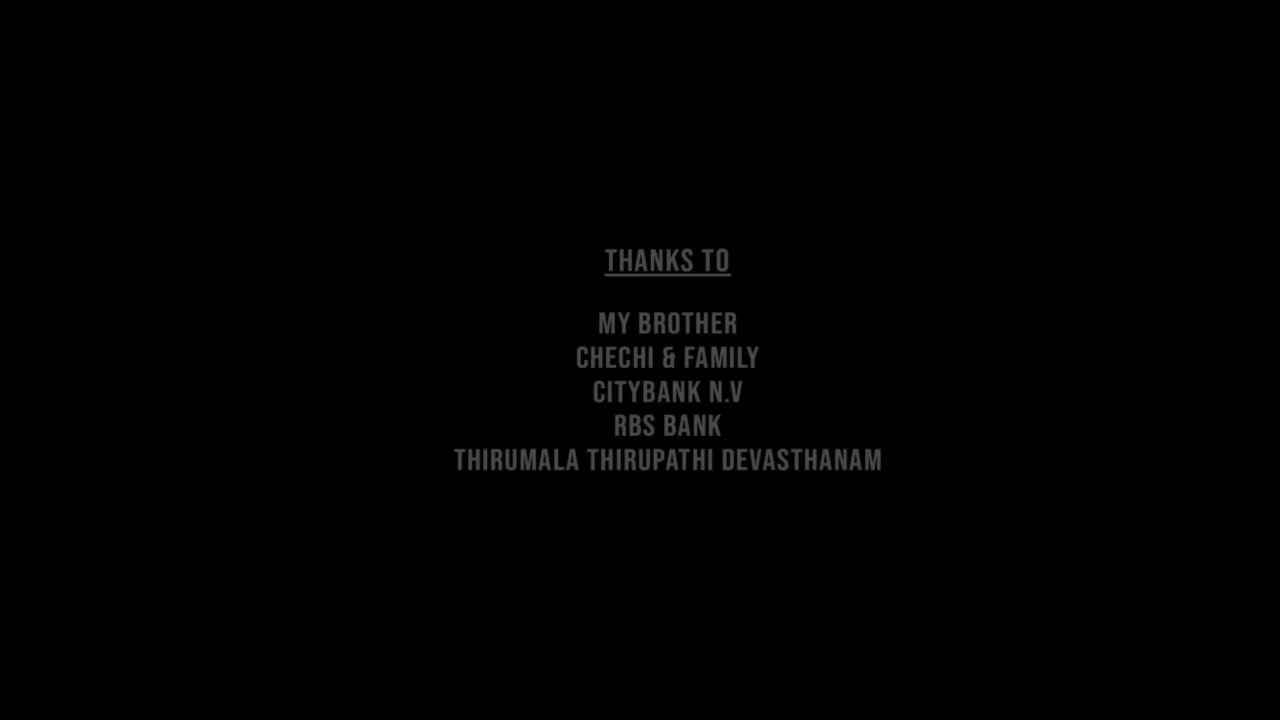 THANKS TO
MY BROTHER
CHECHI & FAMILY
CITYBANK N.V
RBS BANK
THIRUMALA THIRUPATHI DEVASTHANAM